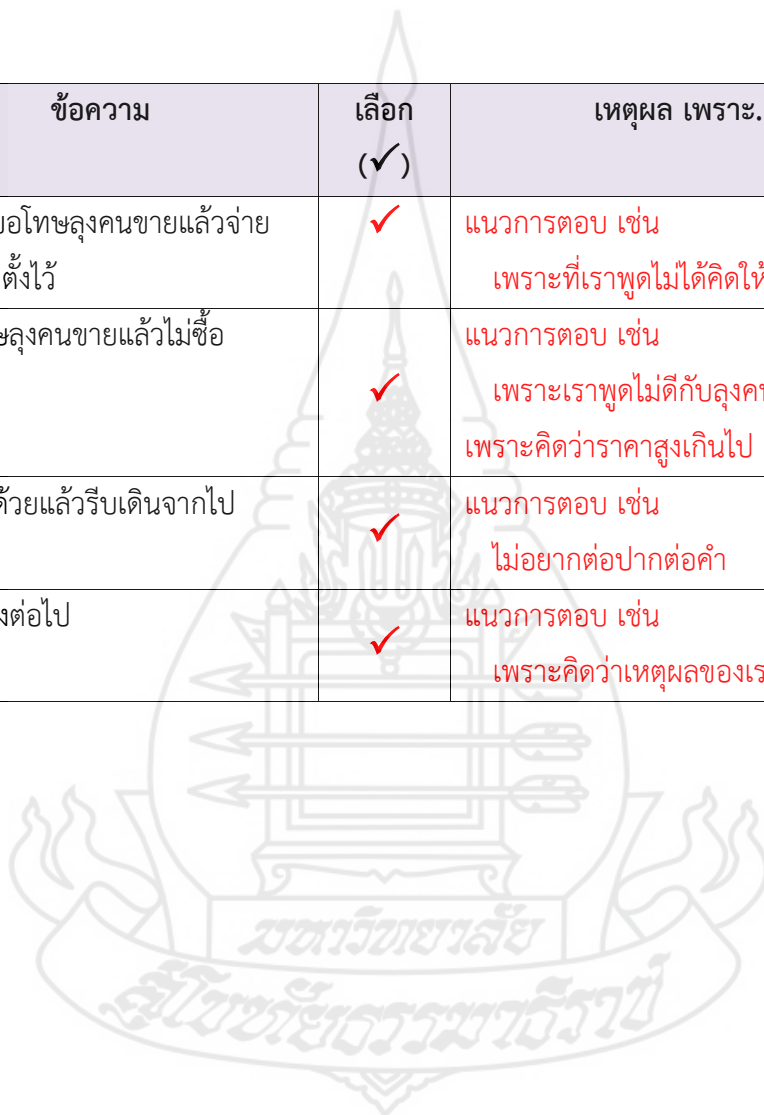 ข้อความ
เลือก
(✓)
เหตุผล เพราะ.
ขอโทษลุงคนขายแล้วจ่าย
ตั้งไว้
✓
แนวการตอบ เช่น
เพราะที่เราพูดไม่ได้คิดให้
ษลุงคนขายแล้วไม่ซื้อ
✓
แนวการตอบ เช่น
เพราะเราพูดไม่ดีกับลุงคน
เพราะคิดว่าราคาสูงเกินไป
ด้วยแล้วรีบเดินจากไป
✓
แนวการตอบ เช่น
ไม่อยากต่อปากต่อคำ
งต่อไป
✓
แนวการตอบ เช่น
เพราะคิดว่าเหตุผลของเร
มหาวิทยาลัย
สุโขทัยธรรมาธิราช